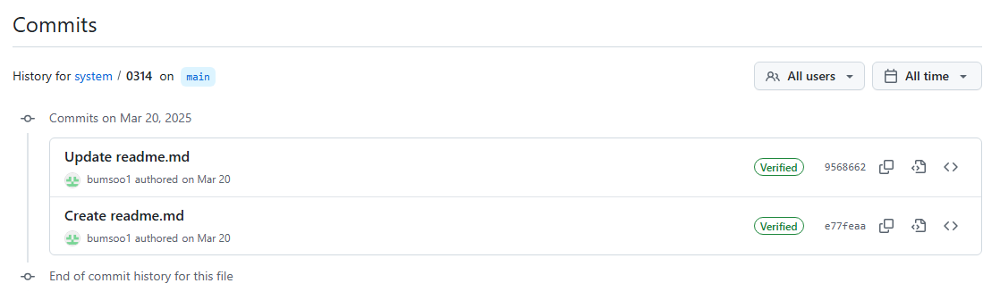 Commits
History for system / 0314 on main
All users
All time
Commits on Mar 20, 2025
Update readme.md
bumsoo1 authored on Mar 20
Verified
9568662
Create readme.md
bumsoo1 authored on Mar 20
Verified
e77feaa
End of commit history for this file